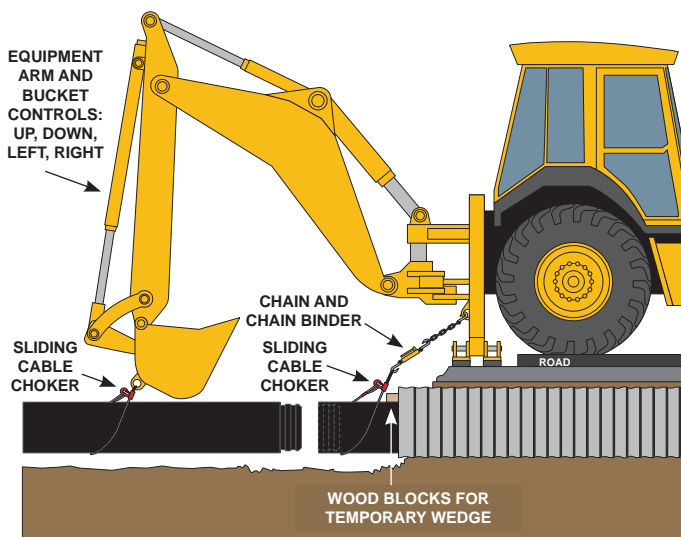 EQUIPMENT
ARM AND
BUCKET
CONTROLS:
UP, DOWN,
LEFT, RIGHT
CHAIN AND
CHAIN BINDER
SLIDING
CABLE
CHOKER
SLIDING
CABLE
CHOKER
ROAD
WOOD BLOCKS FOR
TEMPORARY WEDGE